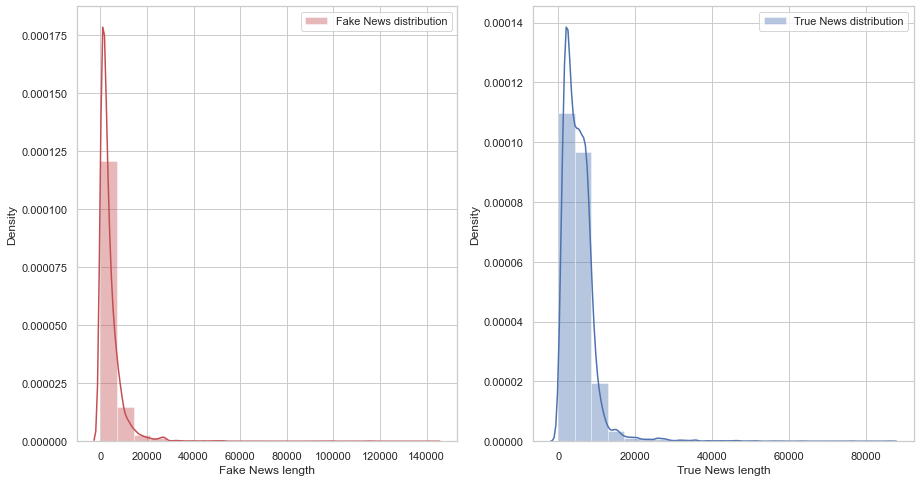 Fake News distribution
0.000175
0.000150
0.000125
0.000100
0.000075
0.000050
0.000025
0.000000
Density
0 20000 40000 60000 80000 100000 120000 140000
Fake News length
True News distribution
0.00014
0.00012
0.00010
0.00008
0.00006
0.00004
0.00002
0.00000
Density
0 20000 40000 60000 80000
True News length